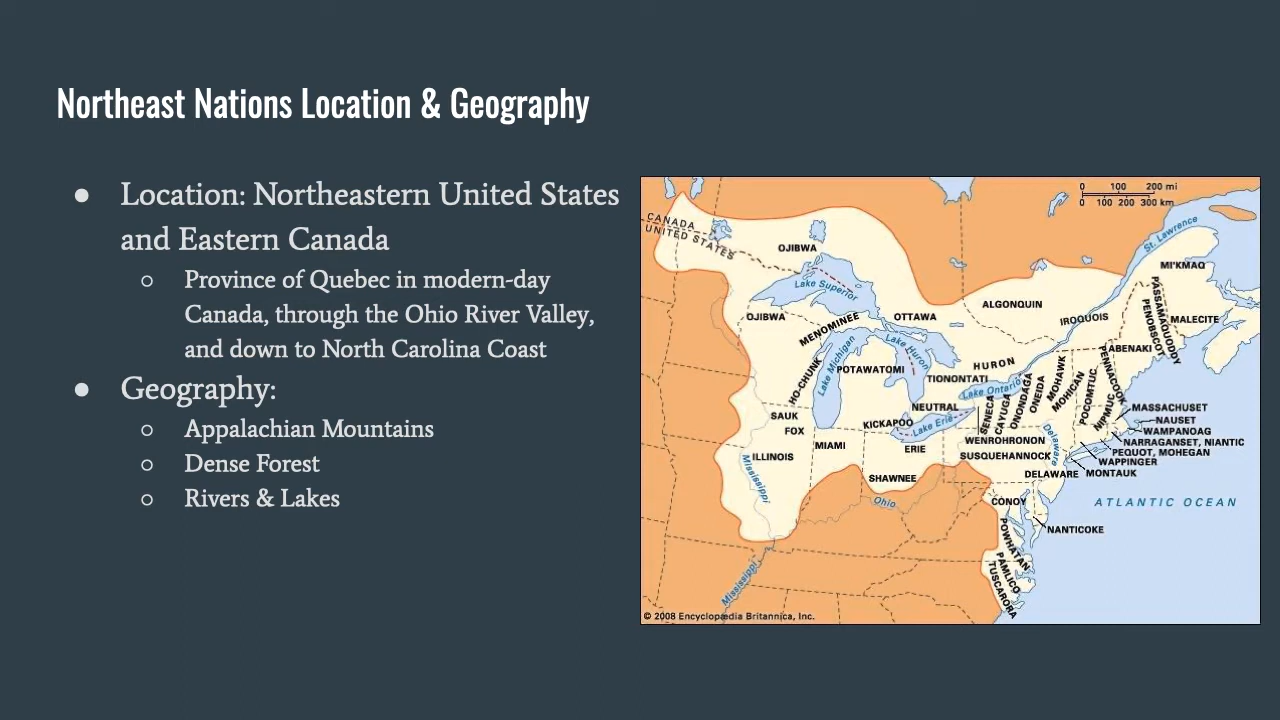 Northeast Nations Location & Geography
● Location: Northeastern United States
and Eastern Canada
○ Province of Quebec in modern-day
Canada, through the Ohio River Valley,
and down to North Carolina Coast
● Geography:
○ Appalachian Mountains
○ Dense Forest
○ Rivers & Lakes
0 100 200 mi
0 100 200 300 km
CANADA
UNITED STATES
OJIBWA
St. Lawrence
MI'KMAQ
Lake Superior
ALGONQUIN
PASSAMAQUODDY
PENOBSCOT
MALECITE
OJIBWA
MENOMINEE
OTTAWA
IROQUOIS
ABENAKI
HO-CHUNK
Lake Michigan
Lake Huron
POTAWATOMI
HURON
TIONONTATI
Lake Ontario
SENECA
CAYUGA
ONONDAGA
ONEIDA
MOHAWK
MOHICAN
POCOMTUC
PENNACOOK
NIPMUC
MASSACHUSET
NAUSET
WAMPANOAG
NARRAGANSET, NIANTIC
PEQUOT, MOHEGAN
WAPPINGER
MONTAUK
SAUK
FOX
KICKAPOO
NEUTRAL
Lake Erie
ERIE
WENROHRONON
SUSQUEHANNOCK
Delaware
DELAWARE
MIAMI
ILLINOIS
Mississippi
SHAWNEE
Ohio
CONOY
ATLANTIC OCEAN
NANTICOKE
POWHATAN
PAMLICO
TUSCARORA
Mississippi
© 2008 Encyclopædia Britannica, Inc.